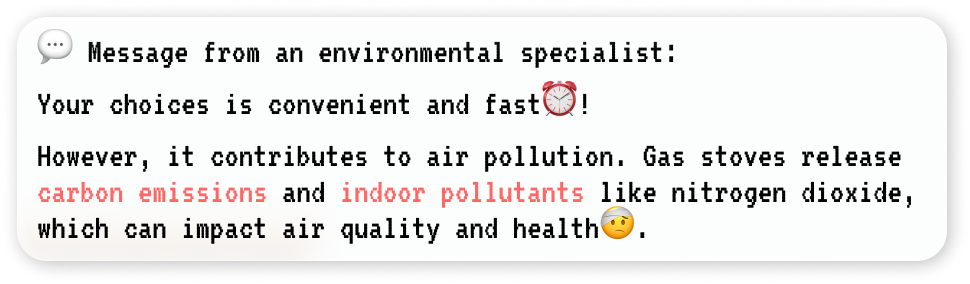 💬 Message from an environmental specialist:
Your choices is convenient and fast⏰!
However, it contributes to air pollution. Gas stoves release
carbon emissions and indoor pollutants like nitrogen dioxide,
which can impact air quality and health🤕.